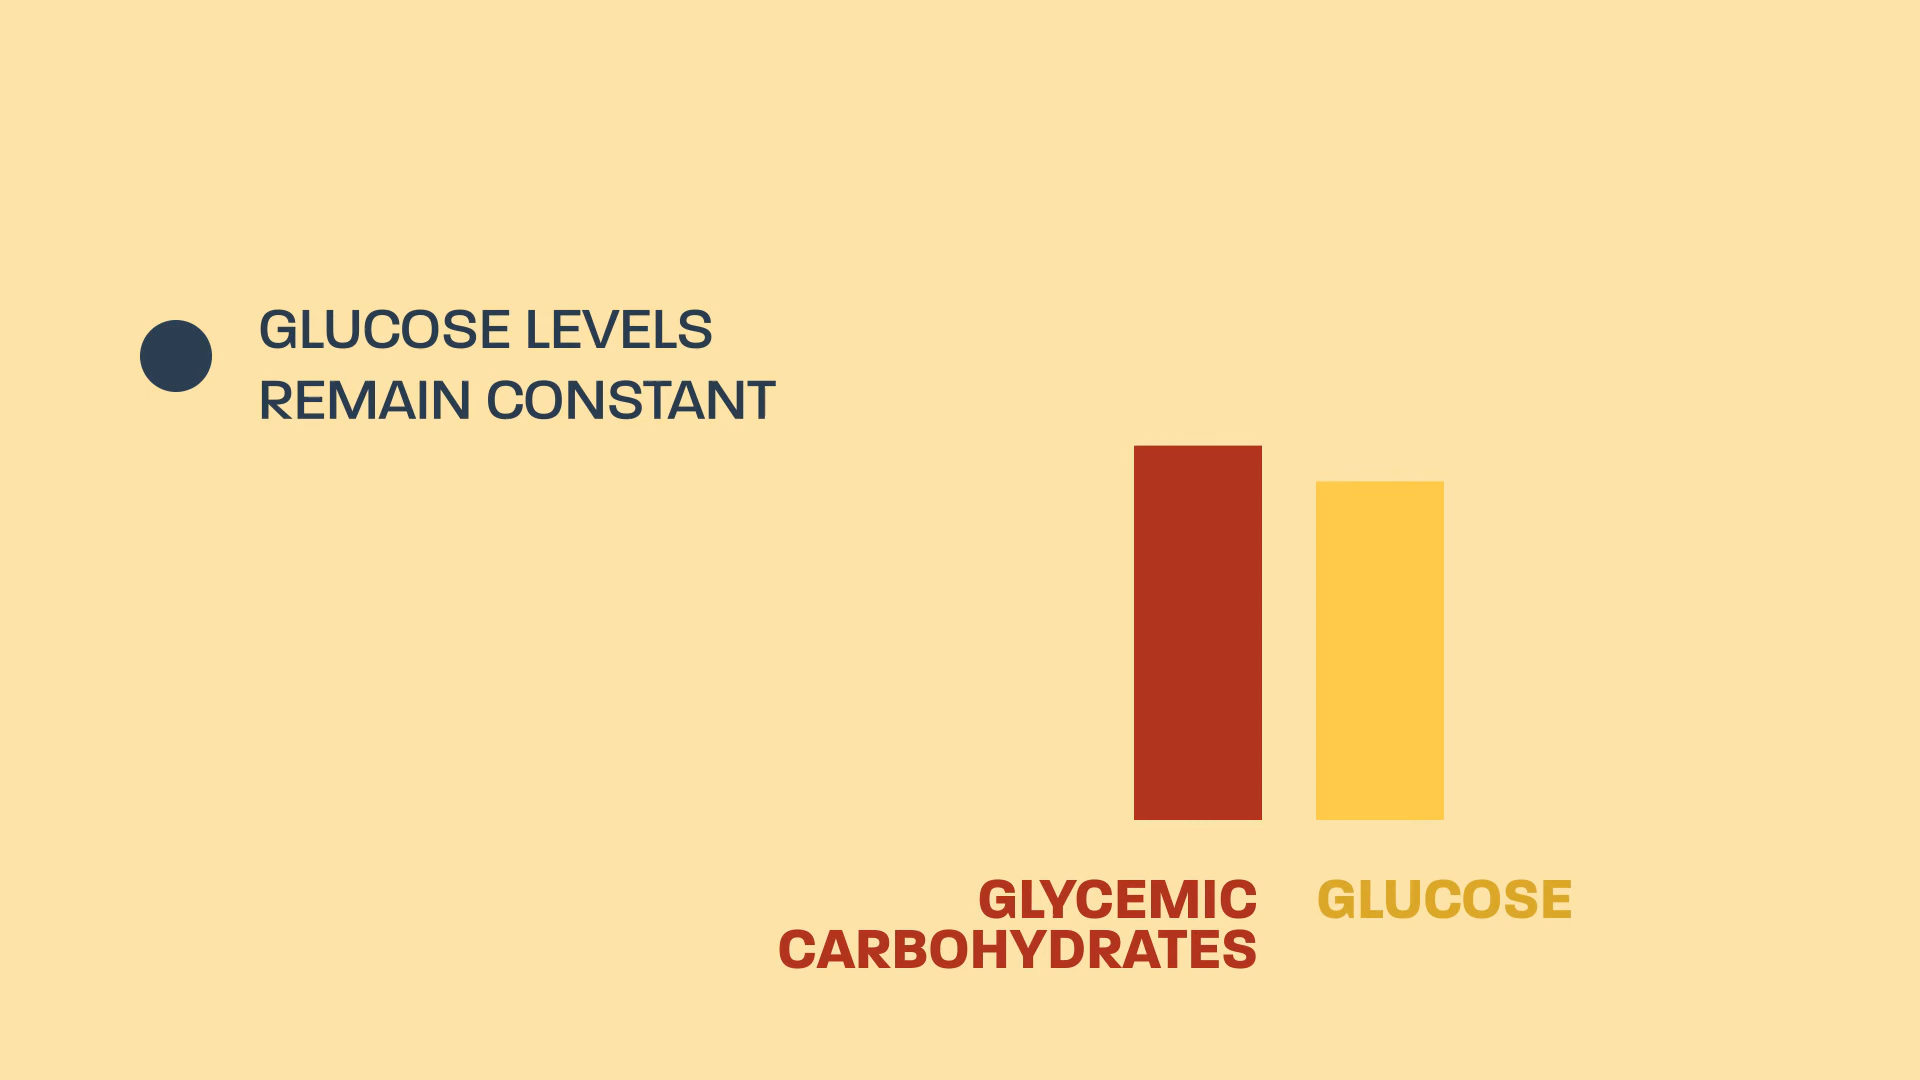 GLUCOSE LEVELS
REMAIN CONSTANT
GLYCEMIC
CARBOHYDRATES
GLUCOSE